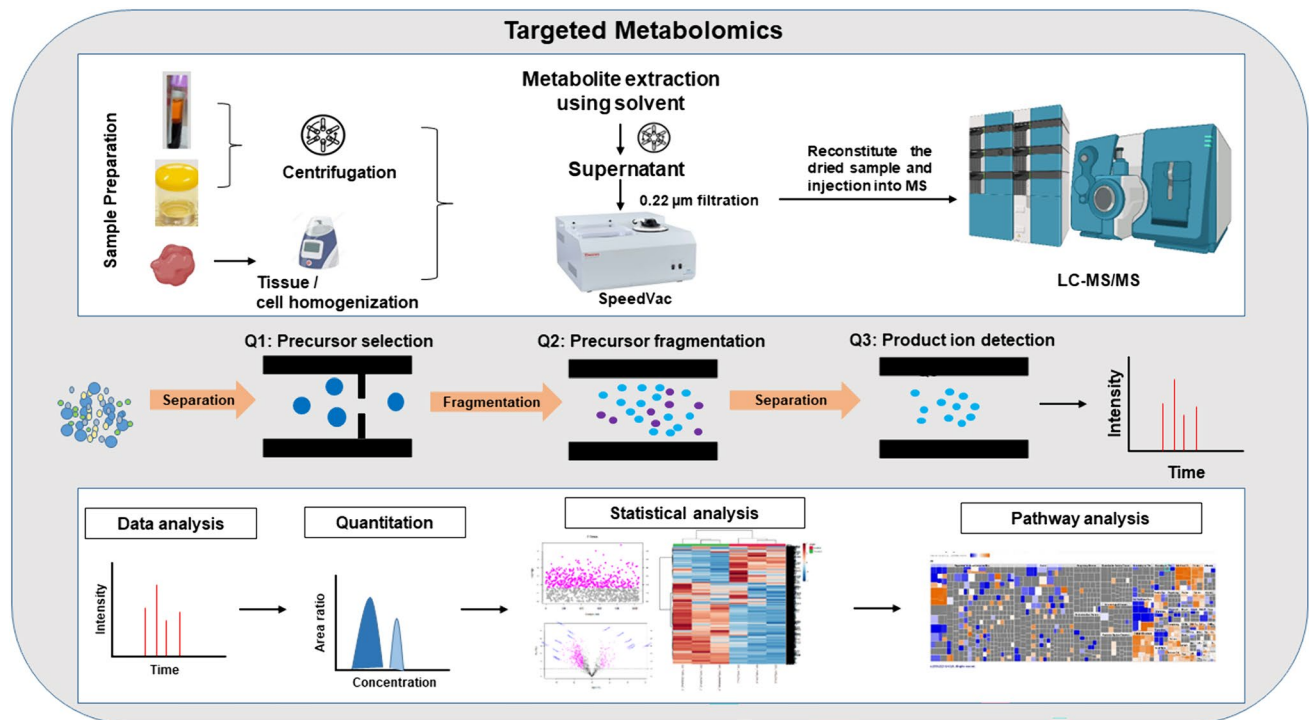 Targeted Metabolomics
Sample Preparation
Centrifugation
Tissue /
cell homogenization
Metabolite extraction
using solvent
Supernatant
0.22 µm filtration
SpeedVac
Reconstitute the
dried sample and
injection into MS
LC-MS/MS
Q1: Precursor selection
Q2: Precursor fragmentation
Q3: Product ion detection
Separation
Fragmentation
Separation
Intensity
Time
Data analysis
Quantitation
Statistical analysis
Pathway analysis
Intensity
Time
Area ratio
Concentration